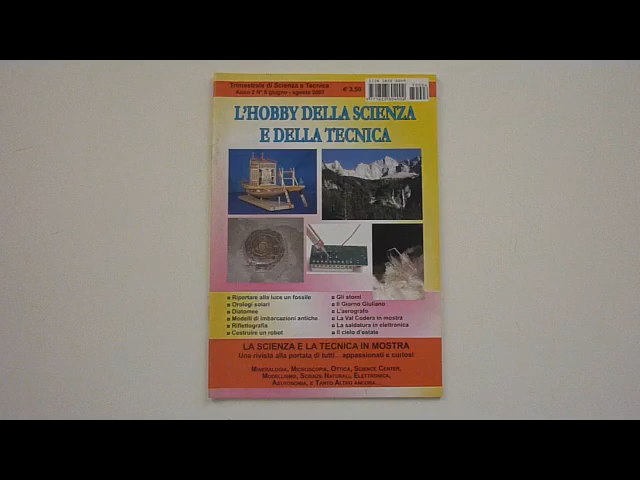 Trimestrale di Scienza e Tecnica
Anno 2 N° 6 giugno - agosto 2007
€ 3,50
L'HOBBY DELLA SCIENZA
E DELLA TECNICA
Riportare alla luce un fossile
Orologi solari
Diatomee
Modelli di imbarcazioni antiche
Riflettografia
Costruire un robot
Gli atomi
Il Giorno Giuliano
L'aerografo
La Val Codera in mostra
La saldatura in elettronica
Il cielo d'estate
LA SCIENZA E LA TECNICA IN MOSTRA
Una rivista alla portata di tutti... appassionati e curiosi
MINERALOGIA, MICROSCOPIA, OTTICA, SCIENCE CENTER,
MODELLISMO, SCIENZE NATURALI, ELETTRONICA,
ASTRONOMIA, E TANTO ALTRO ANCORA...